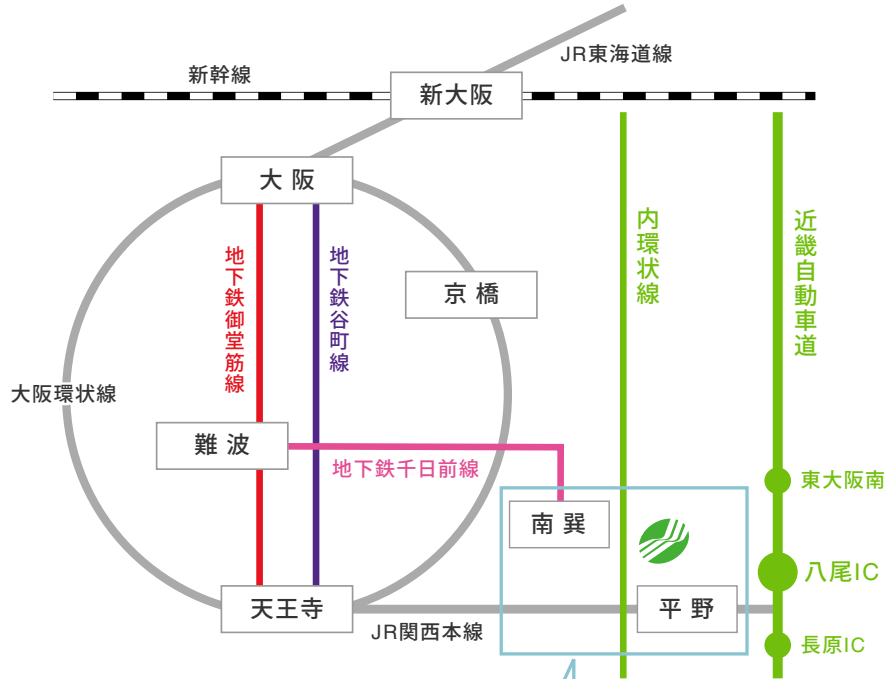 JR東海道線
新幹線
新大阪
大阪
地下鉄御堂筋線
地下鉄谷町線
内環状線
近畿自動車道
京橋
大阪環状線
難波
地下鉄千日前線
東大阪南
南巽
八尾IC
天王寺
平野
JR関西本線
長原IC